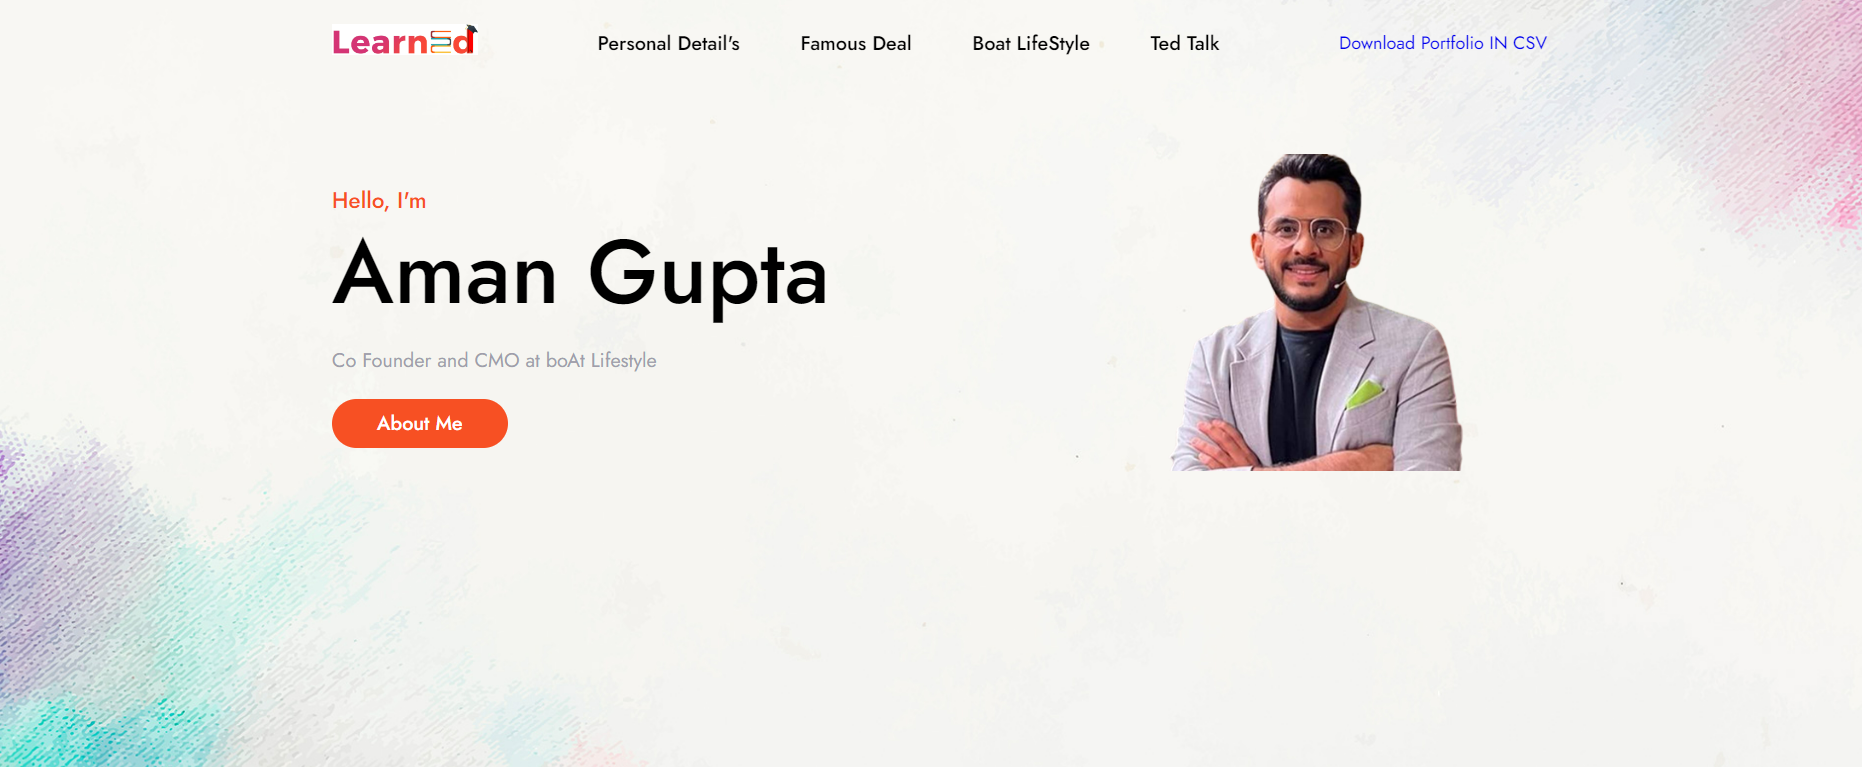 LearnEd
Personal Detail's
Famous Deal
Boat LifeStyle
Ted Talk
Download Portfolio IN CSV
Hello, I'm
Aman Gupta
Co Founder and CMO at boAt Lifestyle
About Me